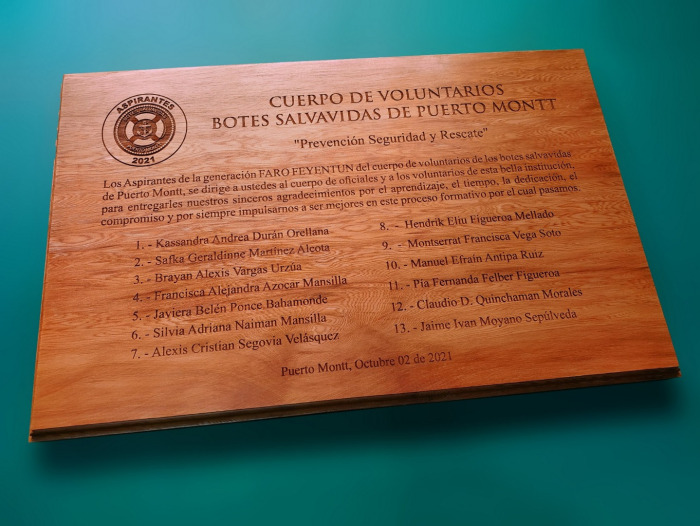 ASPIRANTES
2021
CUERPO DE VOLUNTARIOS
BOTES SALVAVIDAS DE PUERTO MONTT
"Prevención Seguridad y Rescate"
Los Aspirantes de la generación FARO FEYENTUN del cuerpo de voluntarios de los botes salvavidas
de Puerto Montt, se dirige a ustedes al cuerpo de oficiales y a los voluntarios de esta bella institución,
para entregarles nuestros sinceros agradecimientos por el aprendizaje, el tiempo, la dedicación, el
compromiso y por siempre impulsarnos a ser mejores en este proceso formativo por el cual pasamos.
1. - Kassandra Andrea Durán Orellana
2. - Safka Geraldinne Martínez Alcota
3. - Brayan Alexis Vargas Urzúa
4. - Francisca Alejandra Azocar Mansilla
5. - Javiera Belén Ponce Bahamonde
6. - Silvia Adriana Naiman Mansilla
7. - Alexis Cristian Segovia Velásquez
8. - Hendrik Eliu Figueroa Mellado
9. - Montserrat Francisca Vega Soto
10. - Manuel Efraín Antipa Ruiz
11. - Pía Fernanda Felber Figueroa
12. - Claudio D. Quinchaman Morales
13. - Jaime Ivan Moyano Sepúlveda
Puerto Montt, Octubre 02 de 2021